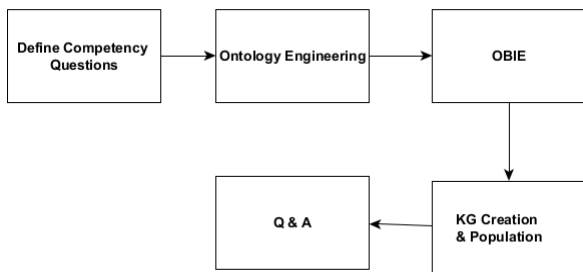 Define Competency
Questions
Ontology Engineering
OBIE
KG Creation
& Population
Q & A